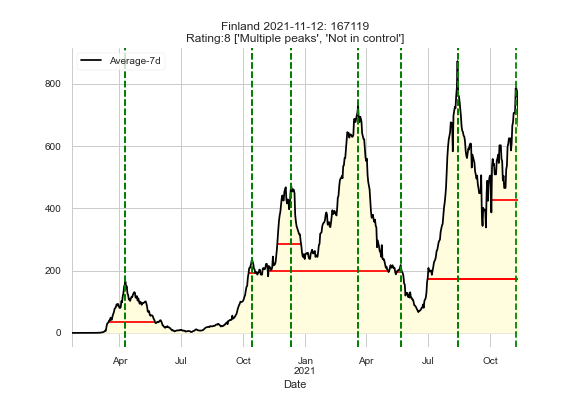 Finland 2021-11-12: 167119
Rating:8 ['Multiple peaks', 'Not in control']
Average-7d
800
600
400
200
0
Apr
Jul
Oct
Jan
2021
Apr
Jul
Oct
Date